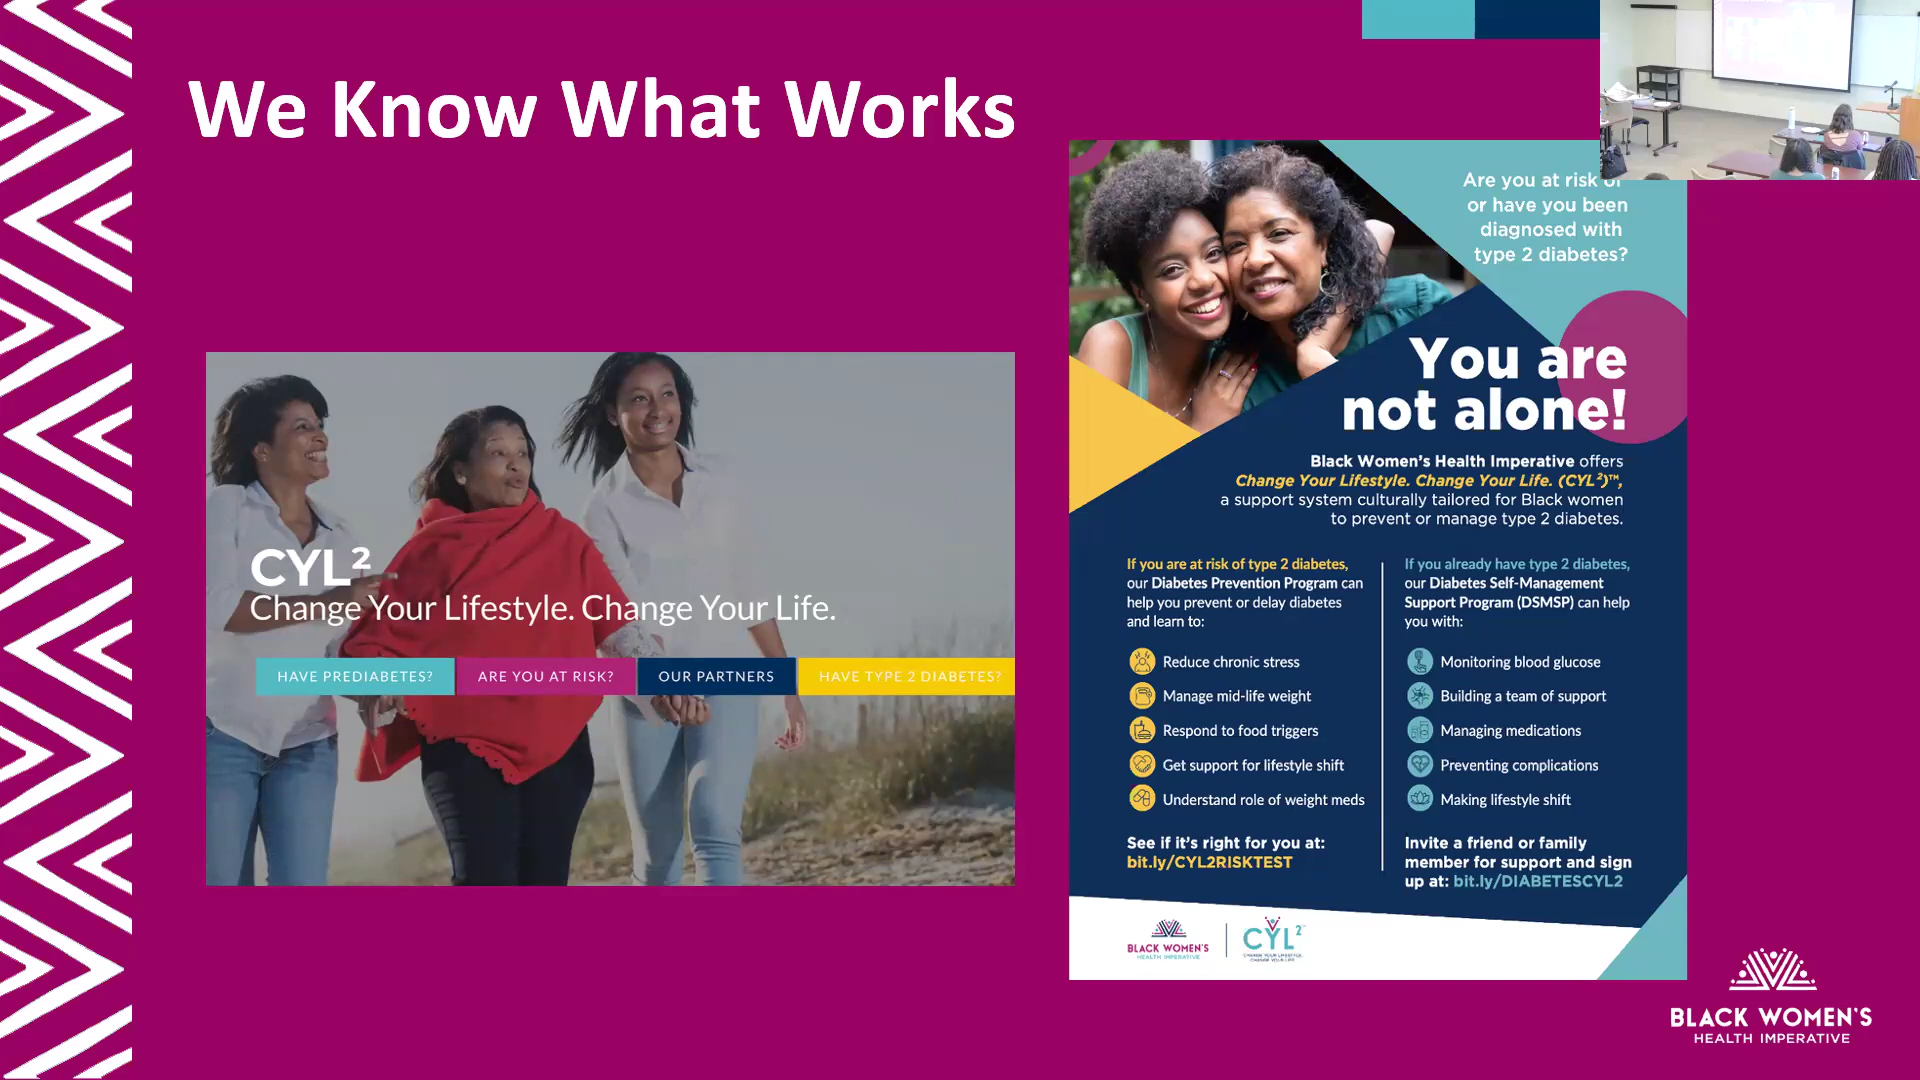 We Know What Works
CYL²
Change Your Lifestyle. Change Your Life.
HAVE PREDIABETES?
ARE YOU AT RISK?
OUR PARTNERS
HAVE TYPE 2 DIABETES?
Are you at risk of
or have you been
diagnosed with
type 2 diabetes?
You are
not alone!
Black Women's Health Imperative offers
Change Your Lifestyle. Change Your Life. (CYL²)™,
a support system culturally tailored for Black women
to prevent or manage type 2 diabetes.
If you are at risk of type 2 diabetes,
our Diabetes Prevention Program can
help you prevent or delay diabetes
and learn to:
Reduce chronic stress
Manage mid-life weight
Respond to food triggers
Get support for lifestyle shift
Understand role of weight meds
See if it's right for you at:
bit.ly/CYL2RISKTEST
If you already have type 2 diabetes,
our Diabetes Self-Management
Support Program (DSMSP) can help
you with:
Monitoring blood glucose
Building a team of support
Managing medications
Preventing complications
Making lifestyle shift
Invite a friend or family
member for support and sign
up at: bit.ly/DIABETESCYL2
BLACK WOMEN'S
HEALTH IMPERATIVE
CYL²
CHANGE YOUR LIFESTYLE.
CHANGE YOUR LIFE.
BLACK WOMEN'S
HEALTH IMPERATIVE